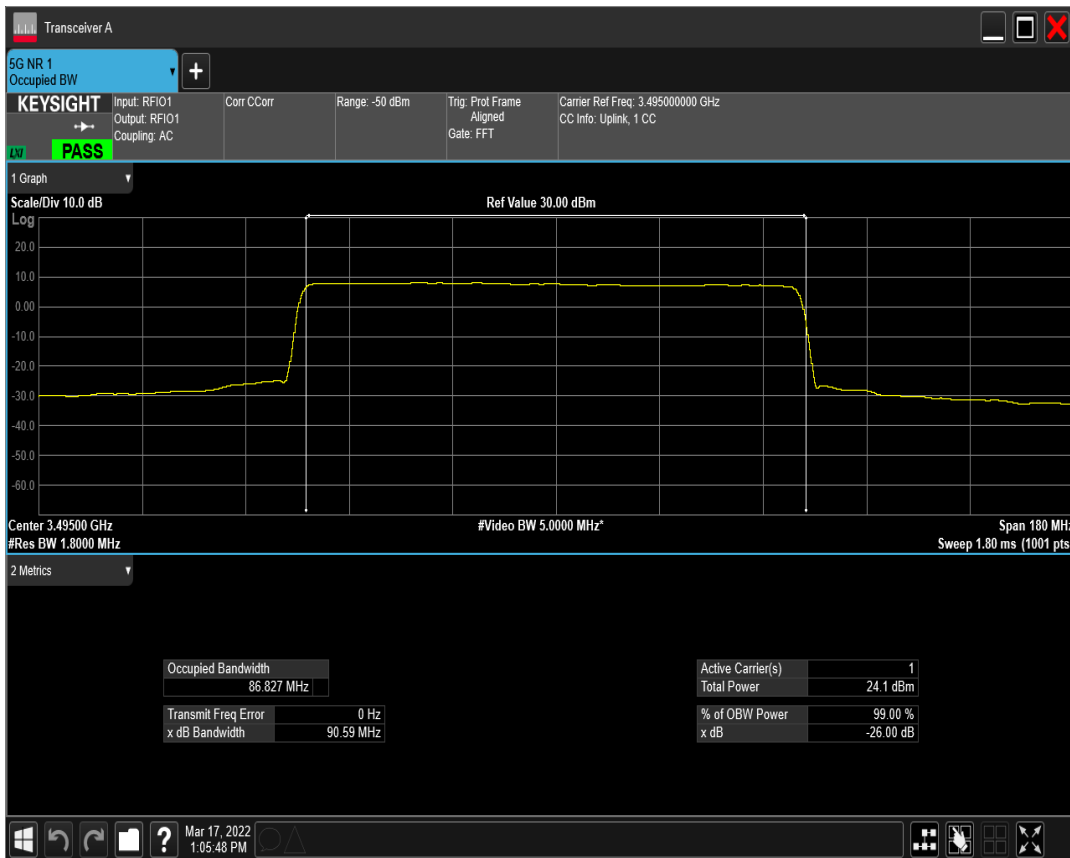 Transceiver A
5G NR 1
Occupied BW
KEYSIGHT
LXI
PASS
Input: RFIO1
Output: RFIO1
Coupling: AC
Corr CCorr
Range: -50 dBm
Trig: Prot Frame
Aligned
Gate: FFT
Carrier Ref Freq: 3.495000000 GHz
CC Info: Uplink, 1 CC
1 Graph
Scale/Div 10.0 dB
Ref Value 30.00 dBm
Log
20.0
10.0
0.00
-10.0
-20.0
-30.0
-40.0
-50.0
-60.0
Center 3.49500 GHz
#Video BW 5.0000 MHz*
Span 180 MHz
#Res BW 1.8000 MHz
Sweep 1.80 ms (1001 pts
2 Metrics
Occupied Bandwidth
86.827 MHz
Transmit Freq Error 0 Hz
x dB Bandwidth 90.59 MHz
Active Carrier(s) 1
Total Power 24.1 dBm
% of OBW Power 99.00 %
x dB -26.00 dB
?
Mar 17, 2022
1:05:48 PM